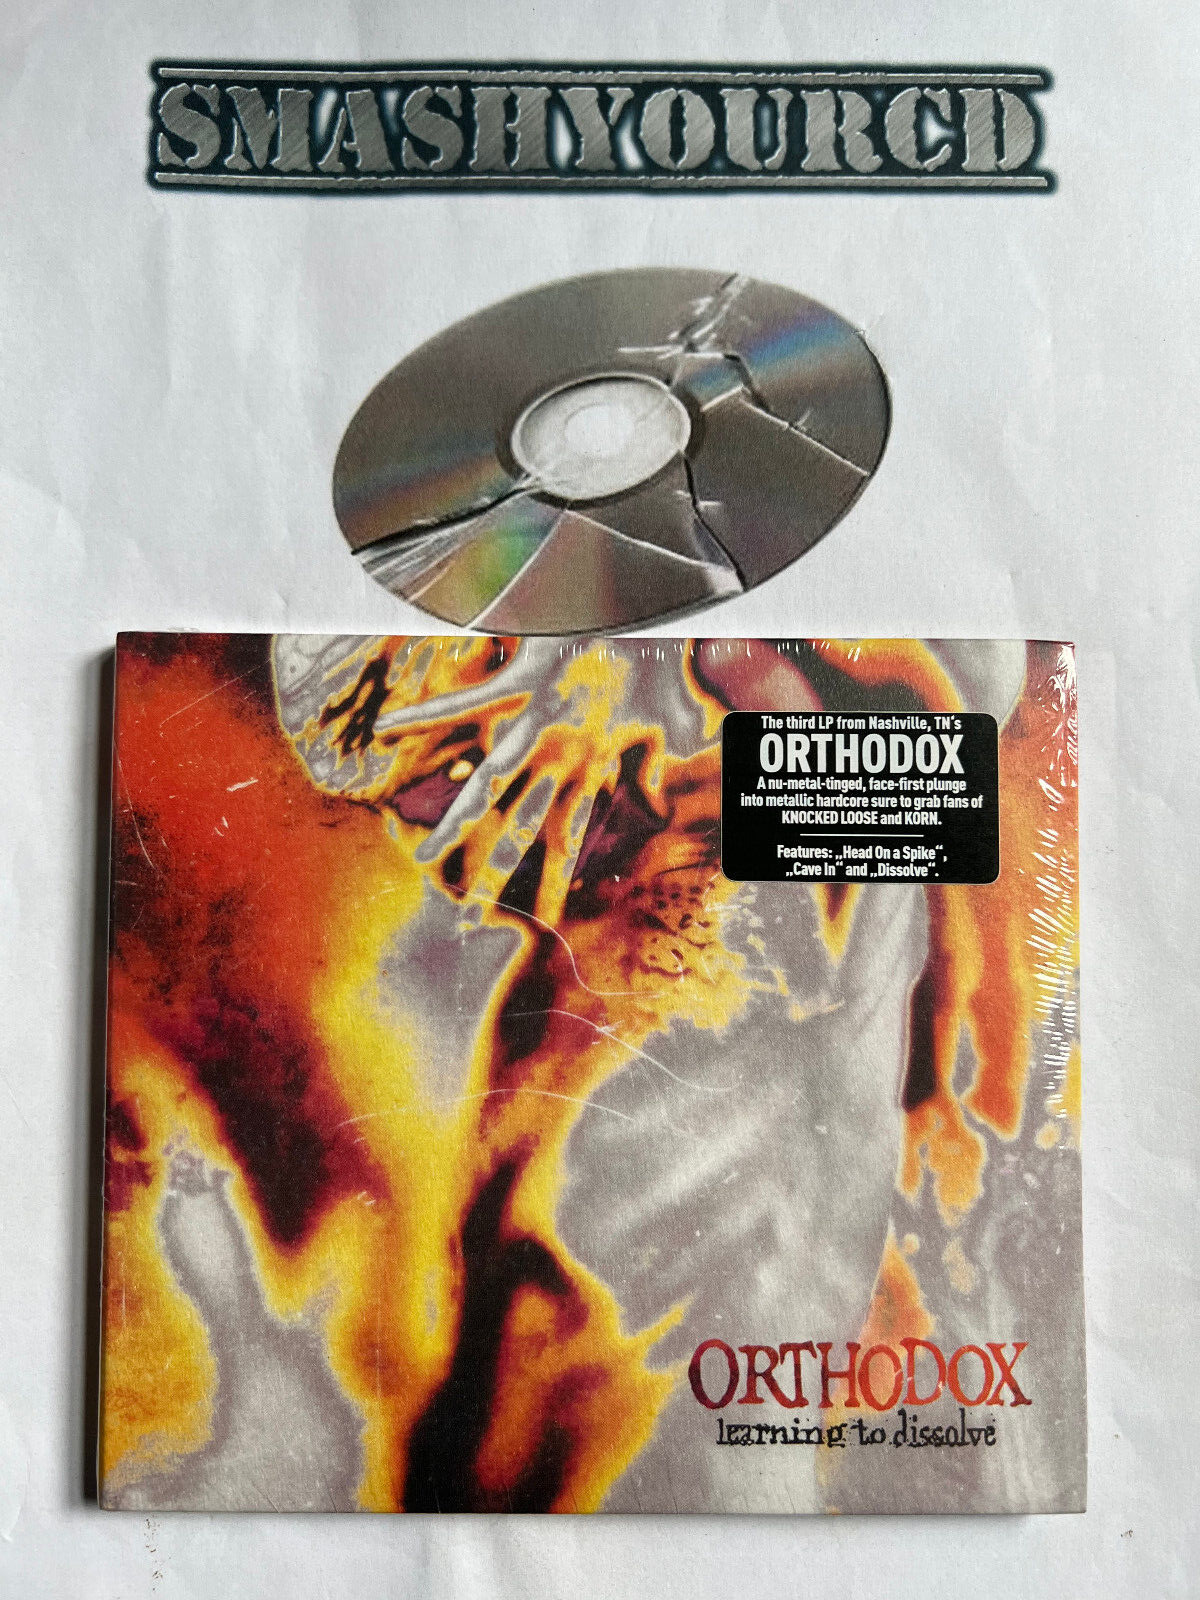 SMASHYOURCD
The third LP from Nashville, TN's
ORTHODOX
A nu-metal-tinged, face-first plunge
into metallic hardcore sure to grab fans of
KNOCKED LOOSE and KORN.
Features: „Head On a Spike“,
„Cave In“ and „Dissolve“.
ORTHODOX
learning to dissolve